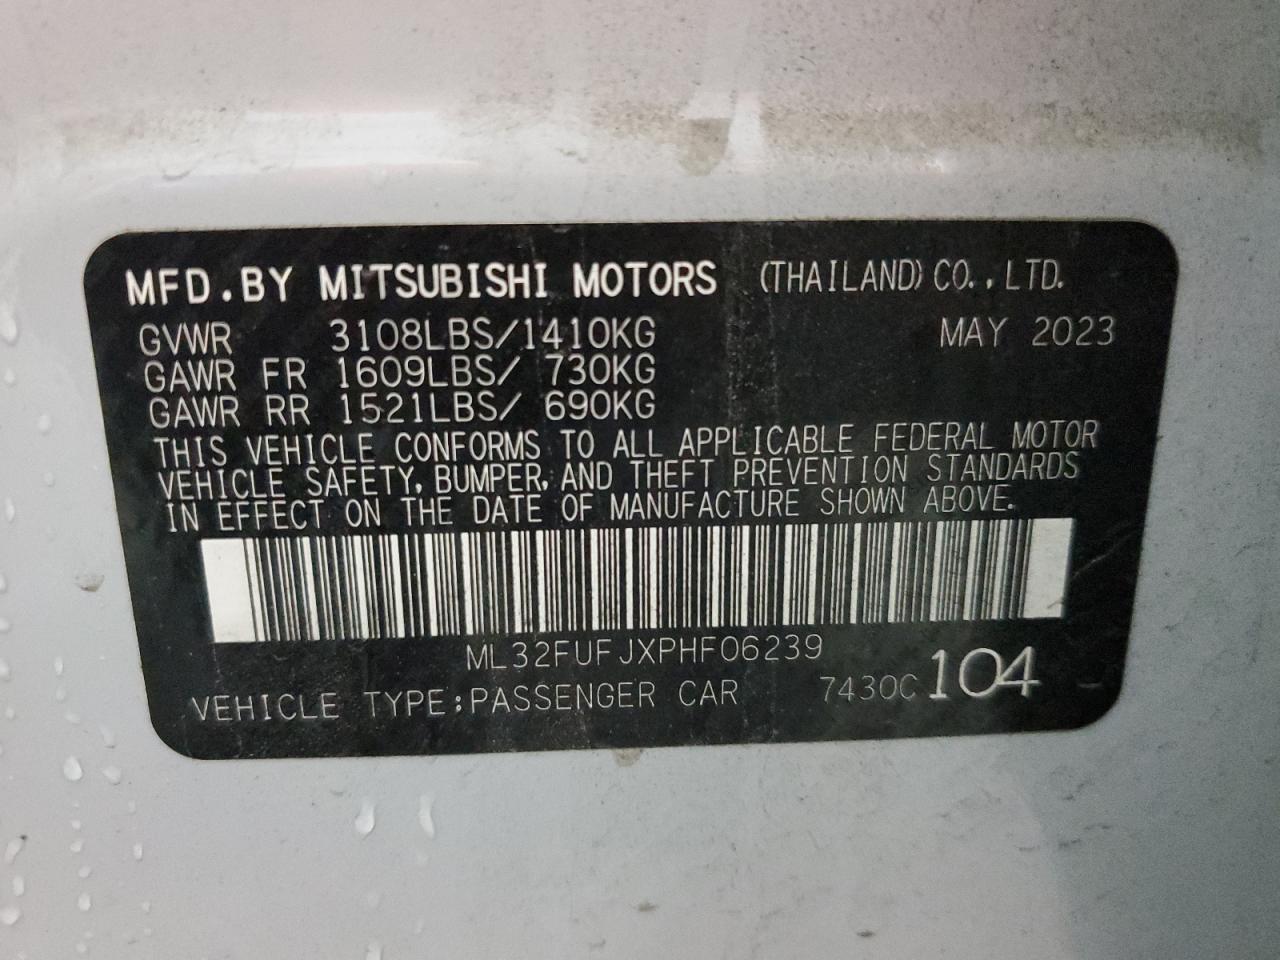 MFD.BY MITSUBISHI MOTORS (THAILAND) CO.,LTD.
GVWR 3108LBS/1410KG MAY 2023
GAWR FR 1609LBS/ 730KG
GAWR RR 1521LBS/ 690KG
THIS VEHICLE CONFORMS TO ALL APPLICABLE FEDERAL MOTOR
VEHICLE SAFETY, BUMPER, AND THEFT PREVENTION STANDARDS
IN EFFECT ON THE DATE OF MANUFACTURE SHOWN ABOVE.
ML32FUFJXPHF06239
VEHICLE TYPE:PASSENGER CAR 7430C 104